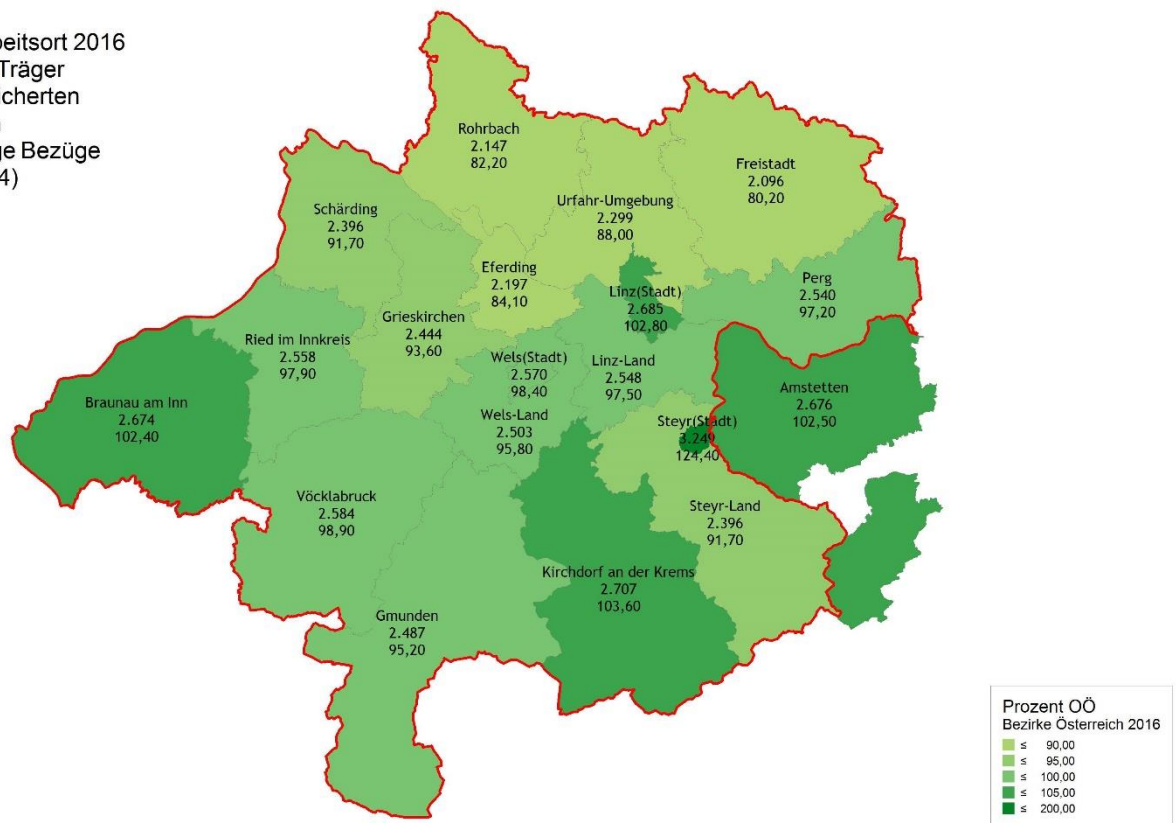 beitsort 2016
Träger
icherten
ge Bezüge
4)
Rohrbach
2.147
82,20
Freistadt
2.096
80,20
Urfahr-Umgebung
2.299
88,00
Schärding
2.396
91,70
Eferding
2.197
84,10
Linz(Stadt)
2.685
102,80
Perg
2.540
97,20
Grieskirchen
2.444
93,60
Ried im Innkreis
2.558
97,90
Wels(Stadt)
2.570
98,40
Linz-Land
2.548
97,50
Braunau am Inn
2.674
102,40
Amstetten
2.676
102,50
Wels-Land
2.503
95,80
Steyr(Stadt)
3.249
124,40
Vöcklabruck
2.584
98,90
Steyr-Land
2.396
91,70
Kirchdorf an der Krems
2.707
103,60
Gmunden
2.487
95,20
Prozent OÖ
Bezirke Österreich 2016
≤ 90,00
≤ 95,00
≤ 100,00
≤ 105,00
≤ 200,00